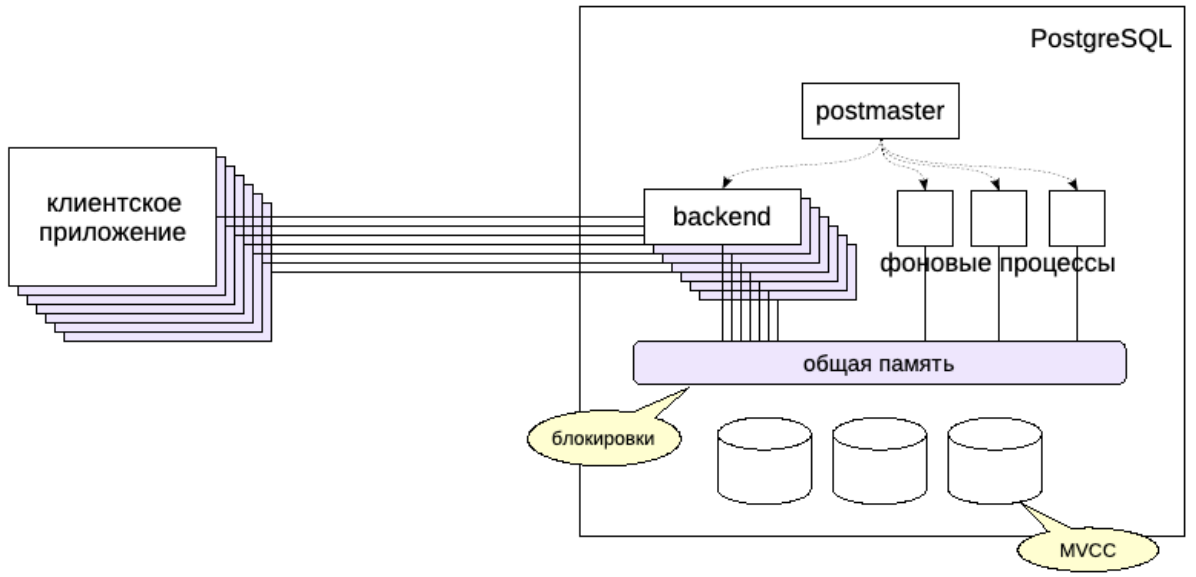 PostgreSQL
postmaster
клиентское
приложение
backend
фоновые процессы
общая память
блокировки
MVCC